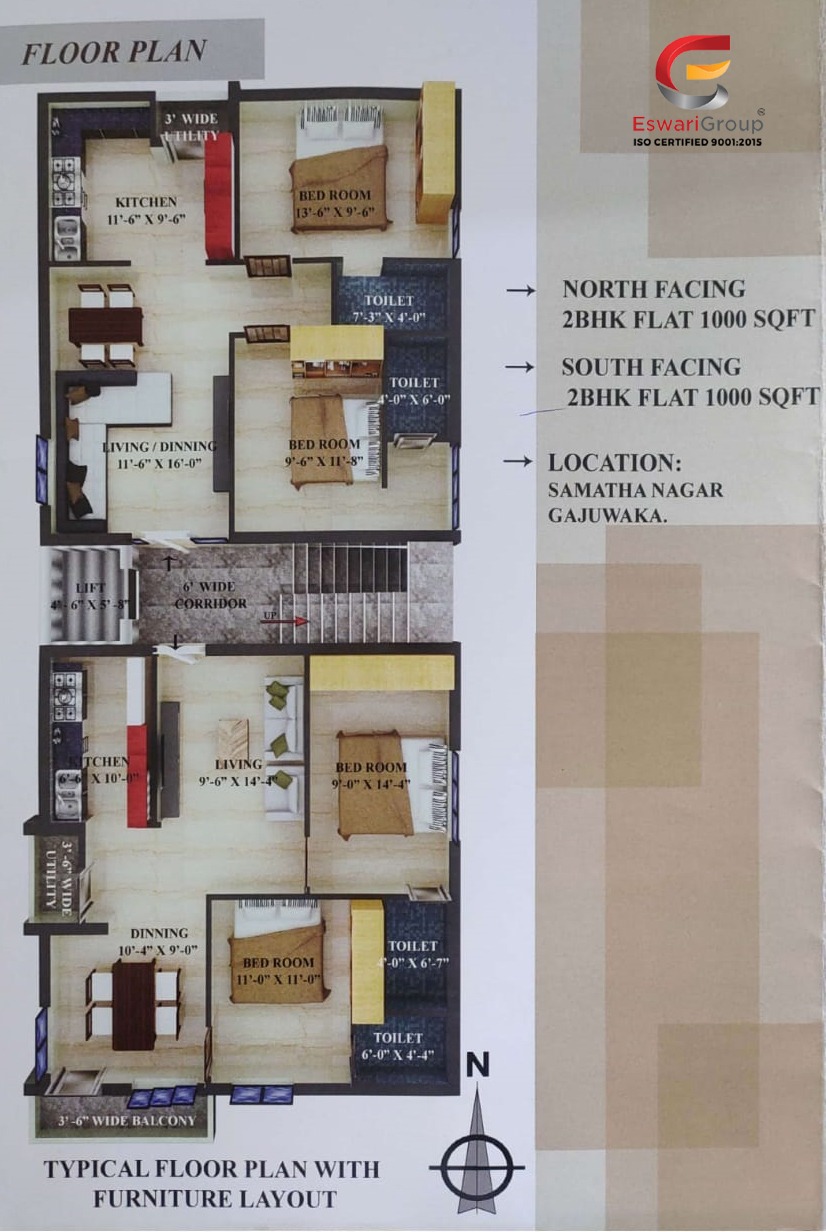 FLOOR PLAN
EswariGroup®
ISO CERTIFIED 9001:2015
3' WIDE
UTILITY
KITCHEN
11'-6" X 9'-6"
BED ROOM
13'-6" X 9'-6"
TOILET
7'-3" X 4'-0"
TOILET
4'-0" X 6'-0"
LIVING / DINNING
11'-6" X 16'-0"
BED ROOM
9'-6" X 11'-8"
→ NORTH FACING
2BHK FLAT 1000 SQFT
→ SOUTH FACING
2BHK FLAT 1000 SQFT
→ LOCATION:
SAMATHA NAGAR
GAJUWAKA.
LIFT
4'-6" X 5'-8"
6' WIDE
CORRIDOR
UP
KITCHEN
6'-6" X 10'-0"
LIVING
9'-6" X 14'-4"
BED ROOM
9'-0" X 14'-4"
3'-6" WIDE
UTILITY
DINNING
10'-4" X 9'-0"
BED ROOM
11'-0" X 11'-0"
TOILET
4'-0" X 6'-7"
TOILET
6'-0" X 4'-4"
3'-6" WIDE BALCONY
N
TYPICAL FLOOR PLAN WITH
FURNITURE LAYOUT